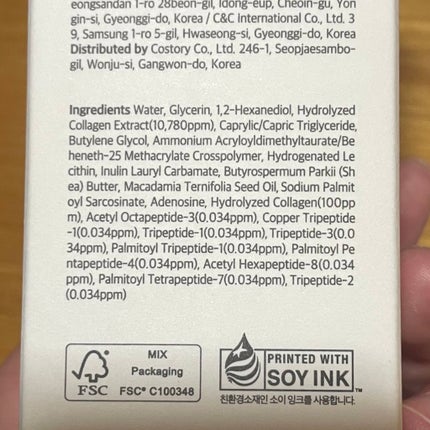 eongsandan 1-ro 28beon-gil, Idong-eup, Cheoin-gu, Yon
gin-si, Gyeonggi-do, Korea / C&C International Co., Ltd. 3
9, Samsung 1-ro 5-gil, Hwaseong-si, Gyeonggi-do, Korea
Distributed by Costory Co., Ltd. 246-1, Seopjaesambo-
gil, Wonju-si, Gangwon-do, Korea
Ingredients Water, Glycerin, 1,2-Hexanediol, Hydrolyzed
Collagen Extract(10,780ppm), Caprylic/Capric Triglyceride,
Butylene Glycol, Ammonium Acryloyldimethyltaurate/Be
heneth-25 Methacrylate Crosspolymer, Hydrogenated Le
cithin, Inulin Lauryl Carbamate, Butyrospermum Parkii (Sh
ea) Butter, Macadamia Ternifolia Seed Oil, Sodium Palmit
oyl Sarcosinate, Adenosine, Hydrolyzed Collagen(100pp
m), Acetyl Octapeptide-3(0.034ppm), Copper Tripeptide
-1(0.034ppm), Tripeptide-1(0.034ppm), Tripeptide-3(0.0
34ppm), Palmitoyl Tripeptide-1(0.034ppm), Palmitoyl Pe
ntapeptide-4(0.034ppm), Acetyl Hexapeptide-8(0.034
ppm), Palmitoyl Tetrapeptide-7(0.034ppm), Tripeptide-2
(0.034ppm)
FSC
MIX
Packaging
FSC® C100348
PRINTED WITH
SOY INK™
친환경소재인 소이 잉크를 사용합니다.